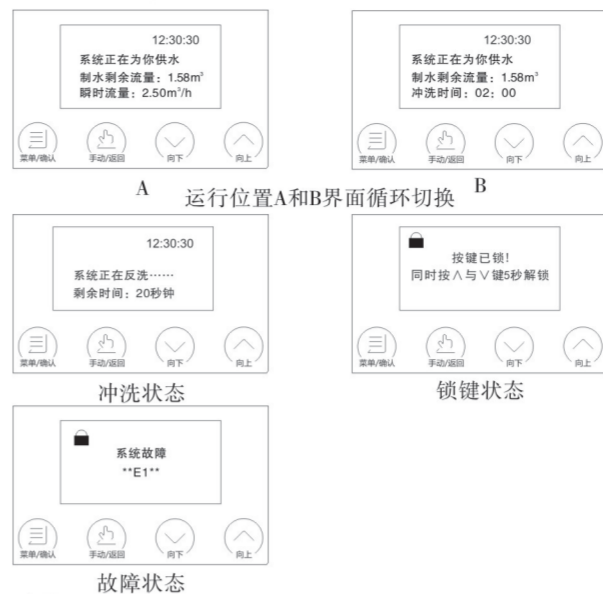 12:30:30
系统正在为你供水
制水剩余流量：1.58m³
瞬时流量：2.50m³/h
菜单/确认 手动/返回 向下 向上
A
12:30:30
系统正在为你供水
制水剩余流量：1.58m³
冲洗时间：02：00
菜单/确认 手动/返回 向下 向上
B
运行位置A和B界面循环切换
12:30:30
系统正在反洗……
剩余时间：20秒钟
菜单/确认 手动/返回 向下 向上
冲洗状态
按键已锁！
同时按∧与∨键5秒解锁
菜单/确认 手动/返回 向下 向上
锁键状态
系统故障
**E1**
菜单/确认 手动/返回 向下 向上
故障状态